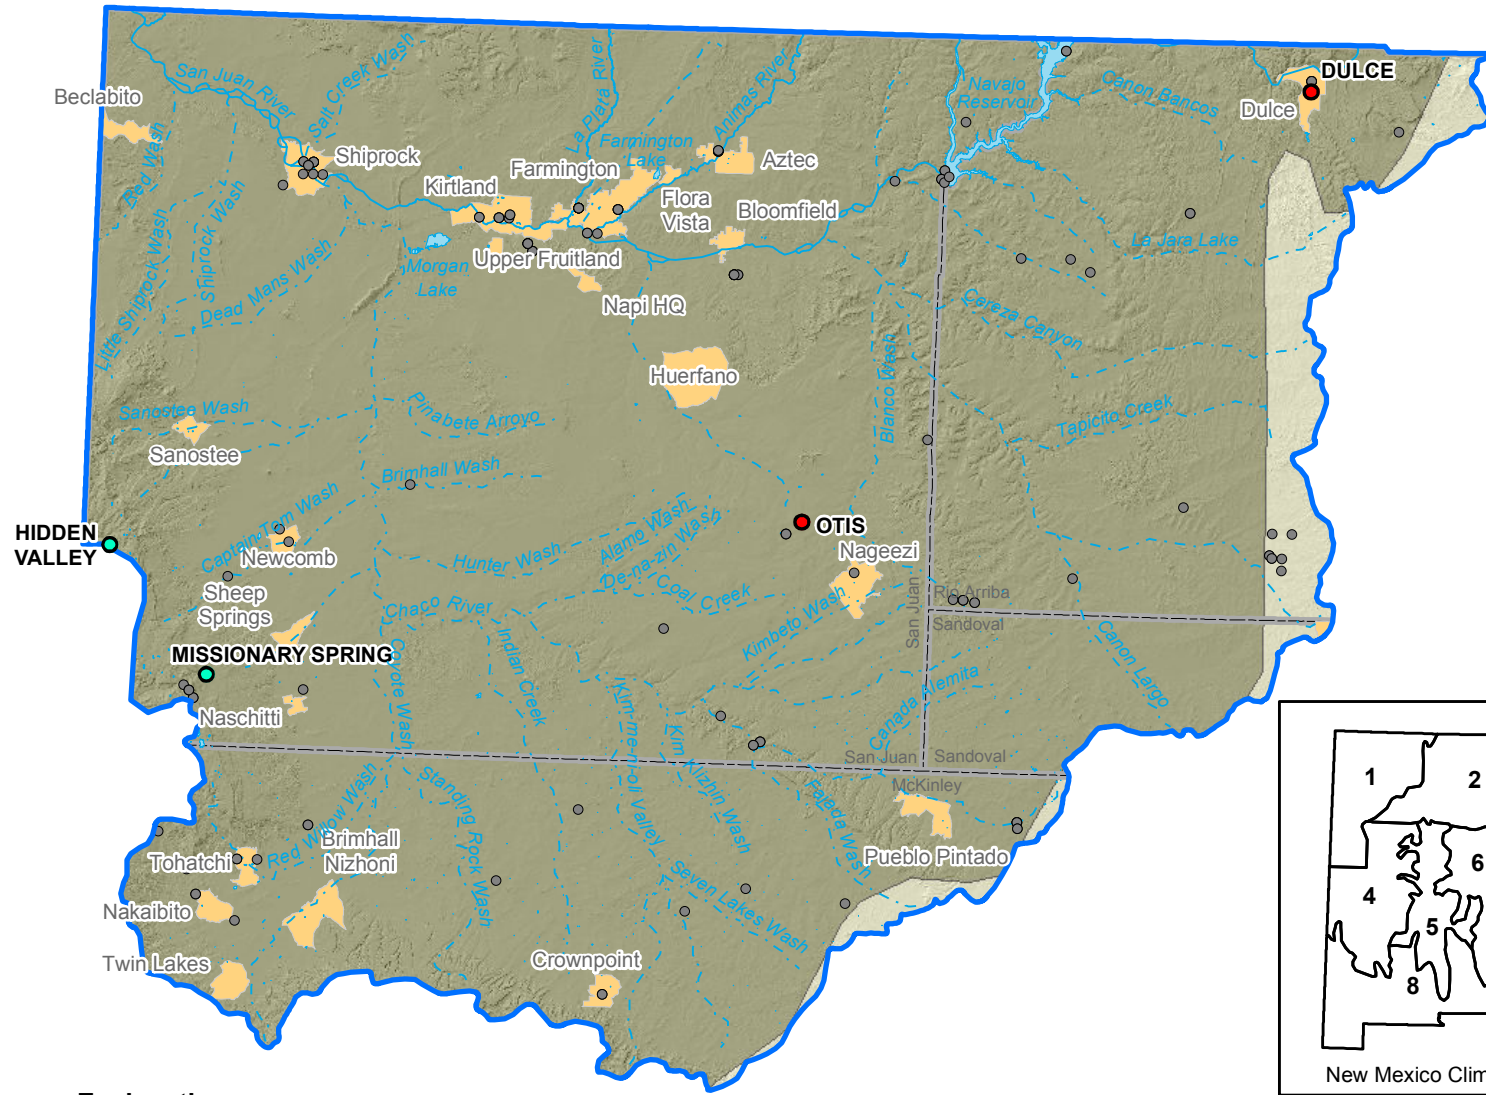 San Juan River
Salt Creek Wash
La Plata River
Animas River
Navajo
Reservoir
Canon Bancos
DULCE
Dulce
Beclabito
Red Wash
Shiprock
Farmington
Lake
Farmington
Aztec
Kirtland
Flora
Vista
Bloomfield
Little Shiprock Wash
Shiprock Wash
Dead Mans Wash
Morgan
Lake
Upper Fruitland
Napi HQ
La Jara Lake
Cereza Canyon
Huerfano
Blanco Wash
Sanostee Wash
Sanostee
Pinabete Arroyo
Tapicito Creek
Brimhall Wash
HIDDEN
VALLEY
Captain Tom Wash
Newcomb
Hunter Wash
Alamo Wash
De-na-zin Wash
Coal Creek
OTIS
Nageezi
Sheep
Springs
Chaco River
Kimbeto Wash
San Juan
Rio Arriba
Sandoval
Canon Largo
MISSIONARY SPRING
Coyote Wash
Indian Creek
Kim-me-ni-oli Valley
Kim Klizhin Wash
Canada Alemita
Naschitti
San Juan
Sandoval
McKinley
Fajada Wash
Standing Rock Wash
Red Willow Wash
Tohatchi
Brimhall
Nizhoni
Pueblo Pintado
Seven Lakes Wash
Nakaibito
Twin Lakes
Crownpoint
1
2
4
6
5
8
New Mexico Clim